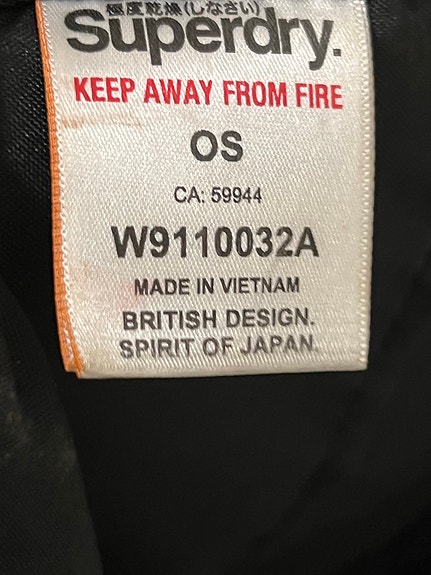 極度乾燥(しなさい)
Superdry.
KEEP AWAY FROM FIRE
OS
CA: 59944
W9110032A
MADE IN VIETNAM
BRITISH DESIGN.
SPIRIT OF JAPAN.